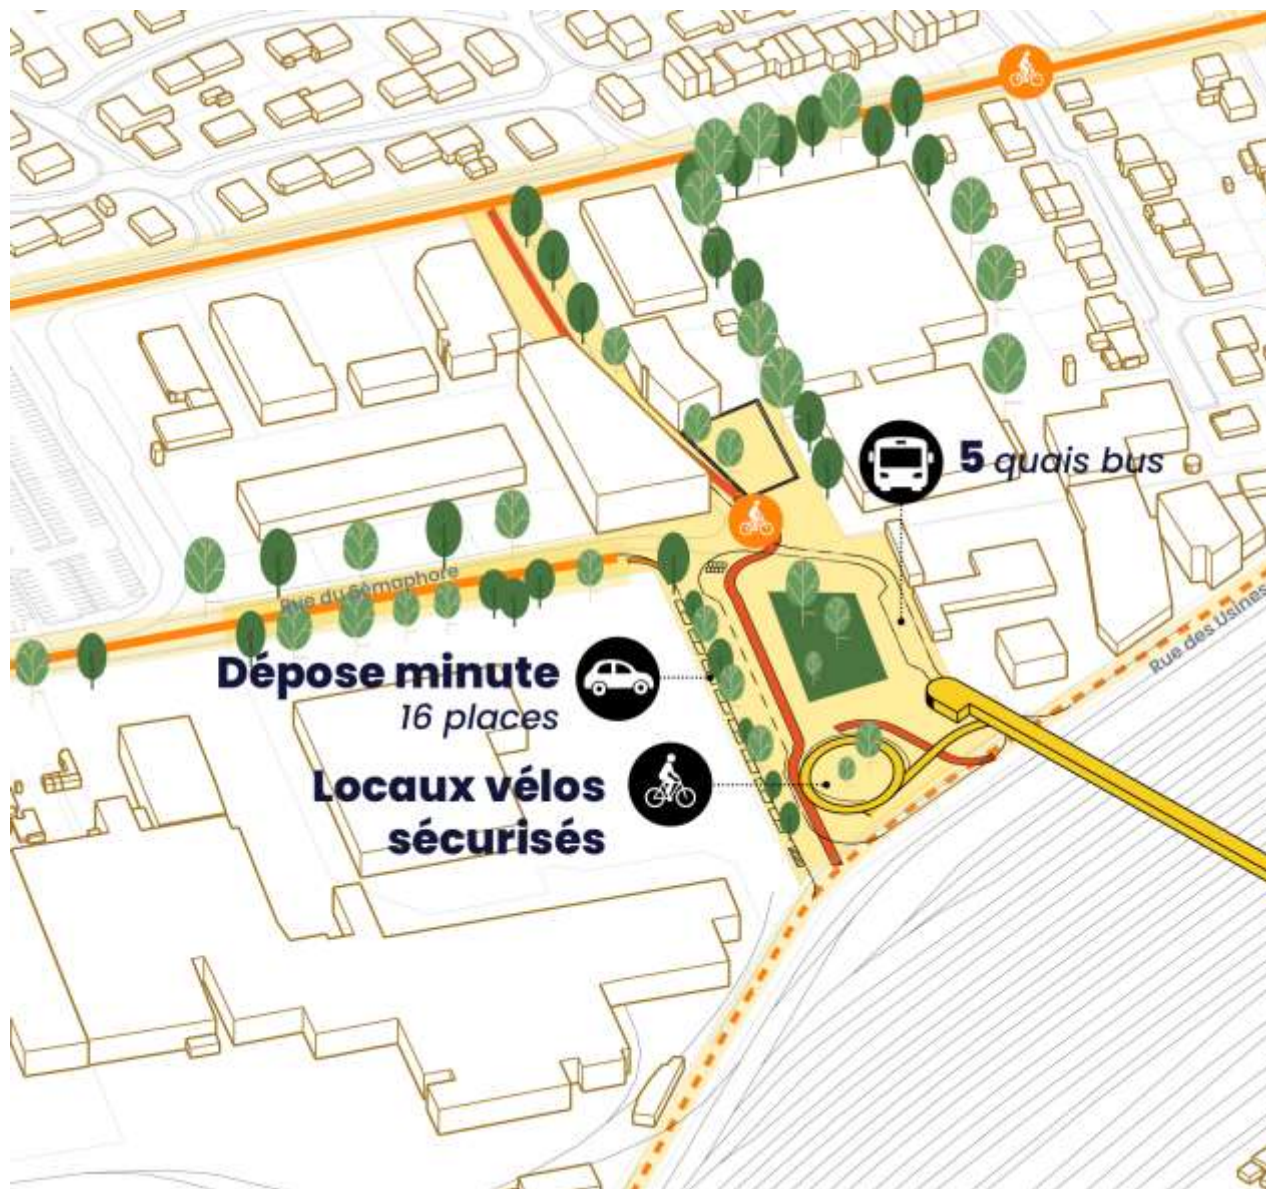 5 quais bus
Rue du Sémaphore
Rue des Usines
Dépose minute
16 places
Locaux vélos
sécurisés